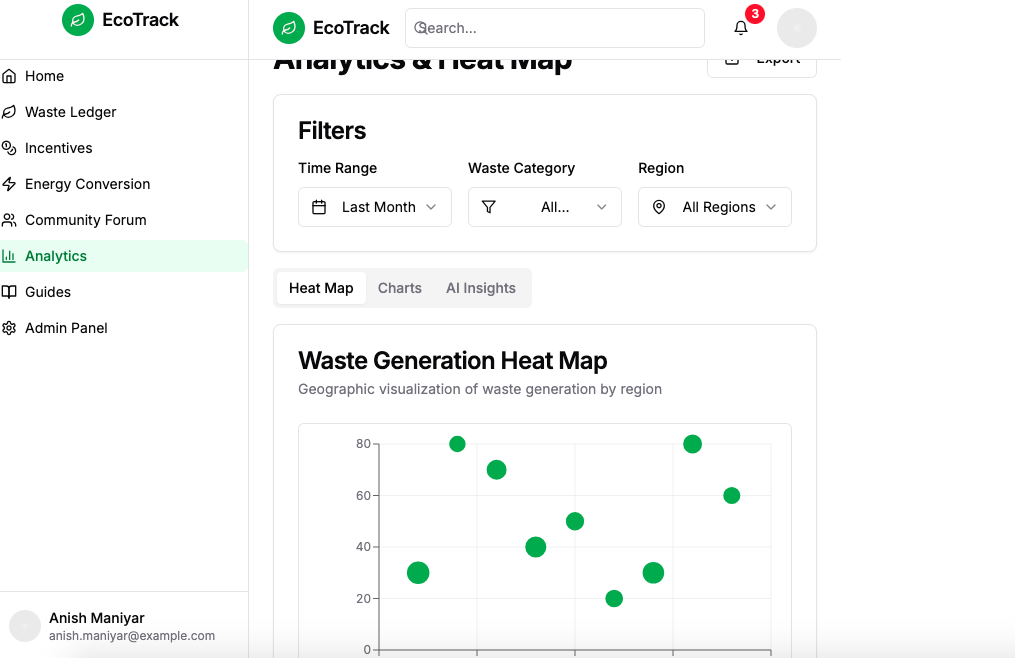 EcoTrack
EcoTrack
Search...
3
Home
Waste Ledger
Incentives
Energy Conversion
Community Forum
Analytics
Guides
Admin Panel
Anish Maniyar
anish.maniyar@example.com
Analytics & Heat Map
Export
Filters
Time Range
Waste Category
Region
Last Month
All...
All Regions
Heat Map
Charts
AI Insights
Waste Generation Heat Map
Geographic visualization of waste generation by region
80
60
40
20
0